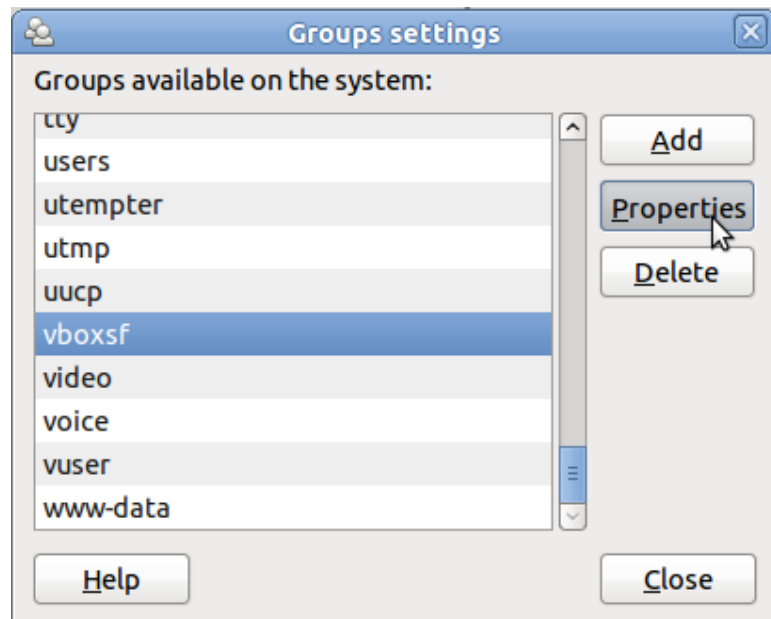 Groups settings
Groups available on the system:
tty
users
utempter
utmp
uucp
vboxsf
video
voice
vuser
www-data
Add
Properties
Delete
Help
Close